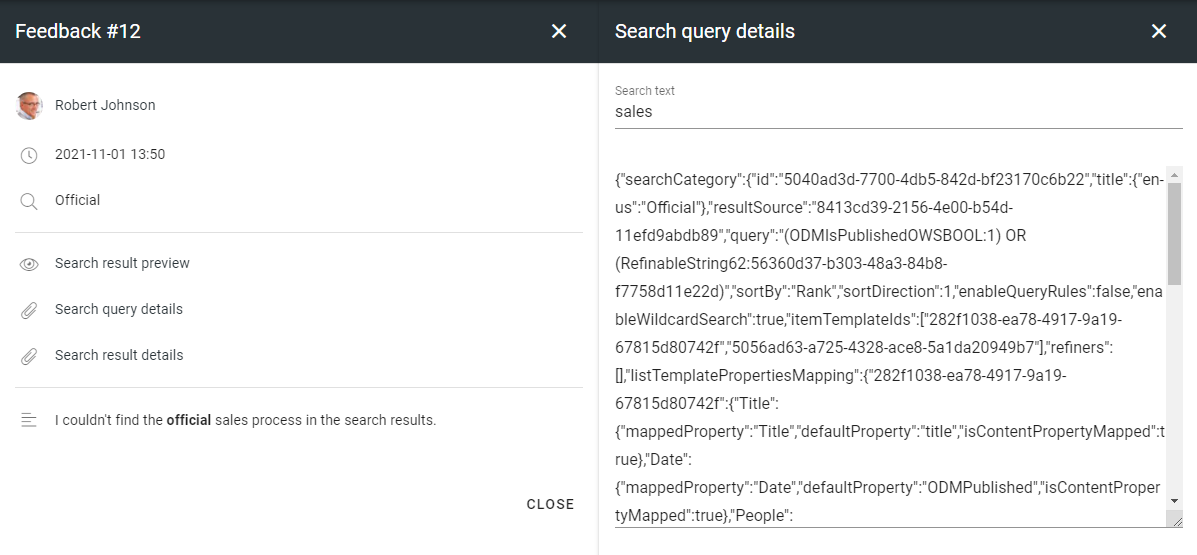 Feedback #12
Robert Johnson
2021-11-01 13:50
Official
Search result preview
Search query details
Search result details
I couldn't find the official sales process in the search results.
CLOSE
Search query details
Search text
sales
{"searchCategory":{"id":"5040ad3d-7700-4db5-842d-bf23170c6b22","title":{"en-
us":"Official"},"resultSource":"8413cd39-2156-4e00-b54d-
11efd9abdb89","query":"(ODMIsPublishedOWSBOOL:1) OR
(RefinableString62:56360d37-b303-48a3-84b8-
f7758d11e22d)","sortBy":"Rank","sortDirection":1,"enableQueryRules":false,"ena
bleWildcardSearch":true,"itemTemplateIds":["282f1038-ea78-4917-9a19-
67815d80742f","5056ad63-a725-4328-ace8-5a1da20949b7"],"refiners":
[],"listTemplatePropertiesMapping":{"282f1038-ea78-4917-9a19-
67815d80742f":{"Title":
{"mappedProperty":"Title","defaultProperty":"title","isContentPropertyMapped":t
rue},"Date":
{"mappedProperty":"Date","defaultProperty":"ODMPublished","isContentProper
tyMapped":true},"People":